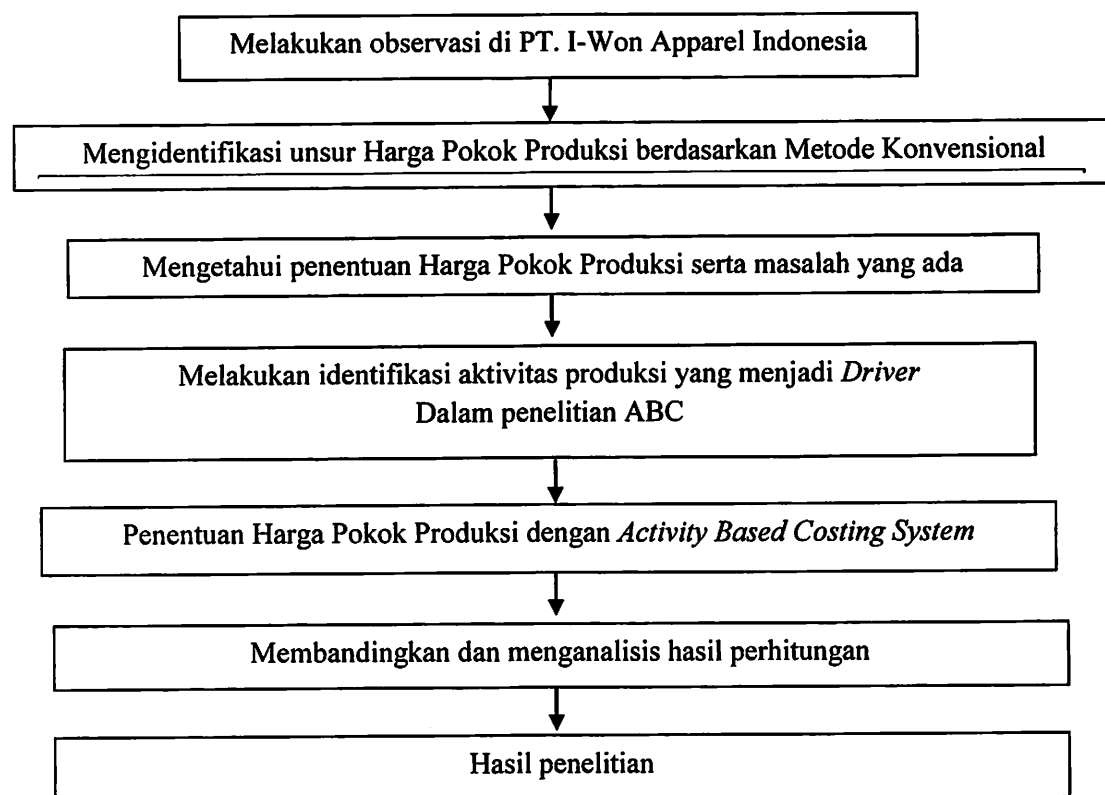 Melakukan observasi di PT. I-Won Apparel Indonesia
Mengidentifikasi unsur Harga Pokok Produksi berdasarkan Metode Konvensional
Mengetahui penentuan Harga Pokok Produksi serta masalah yang ada
Melakukan identifikasi aktivitas produksi yang menjadi Driver
Dalam penelitian ABC
Penentuan Harga Pokok Produksi dengan Activity Based Costing System
Membandingkan dan menganalisis hasil perhitungan
Hasil penelitian